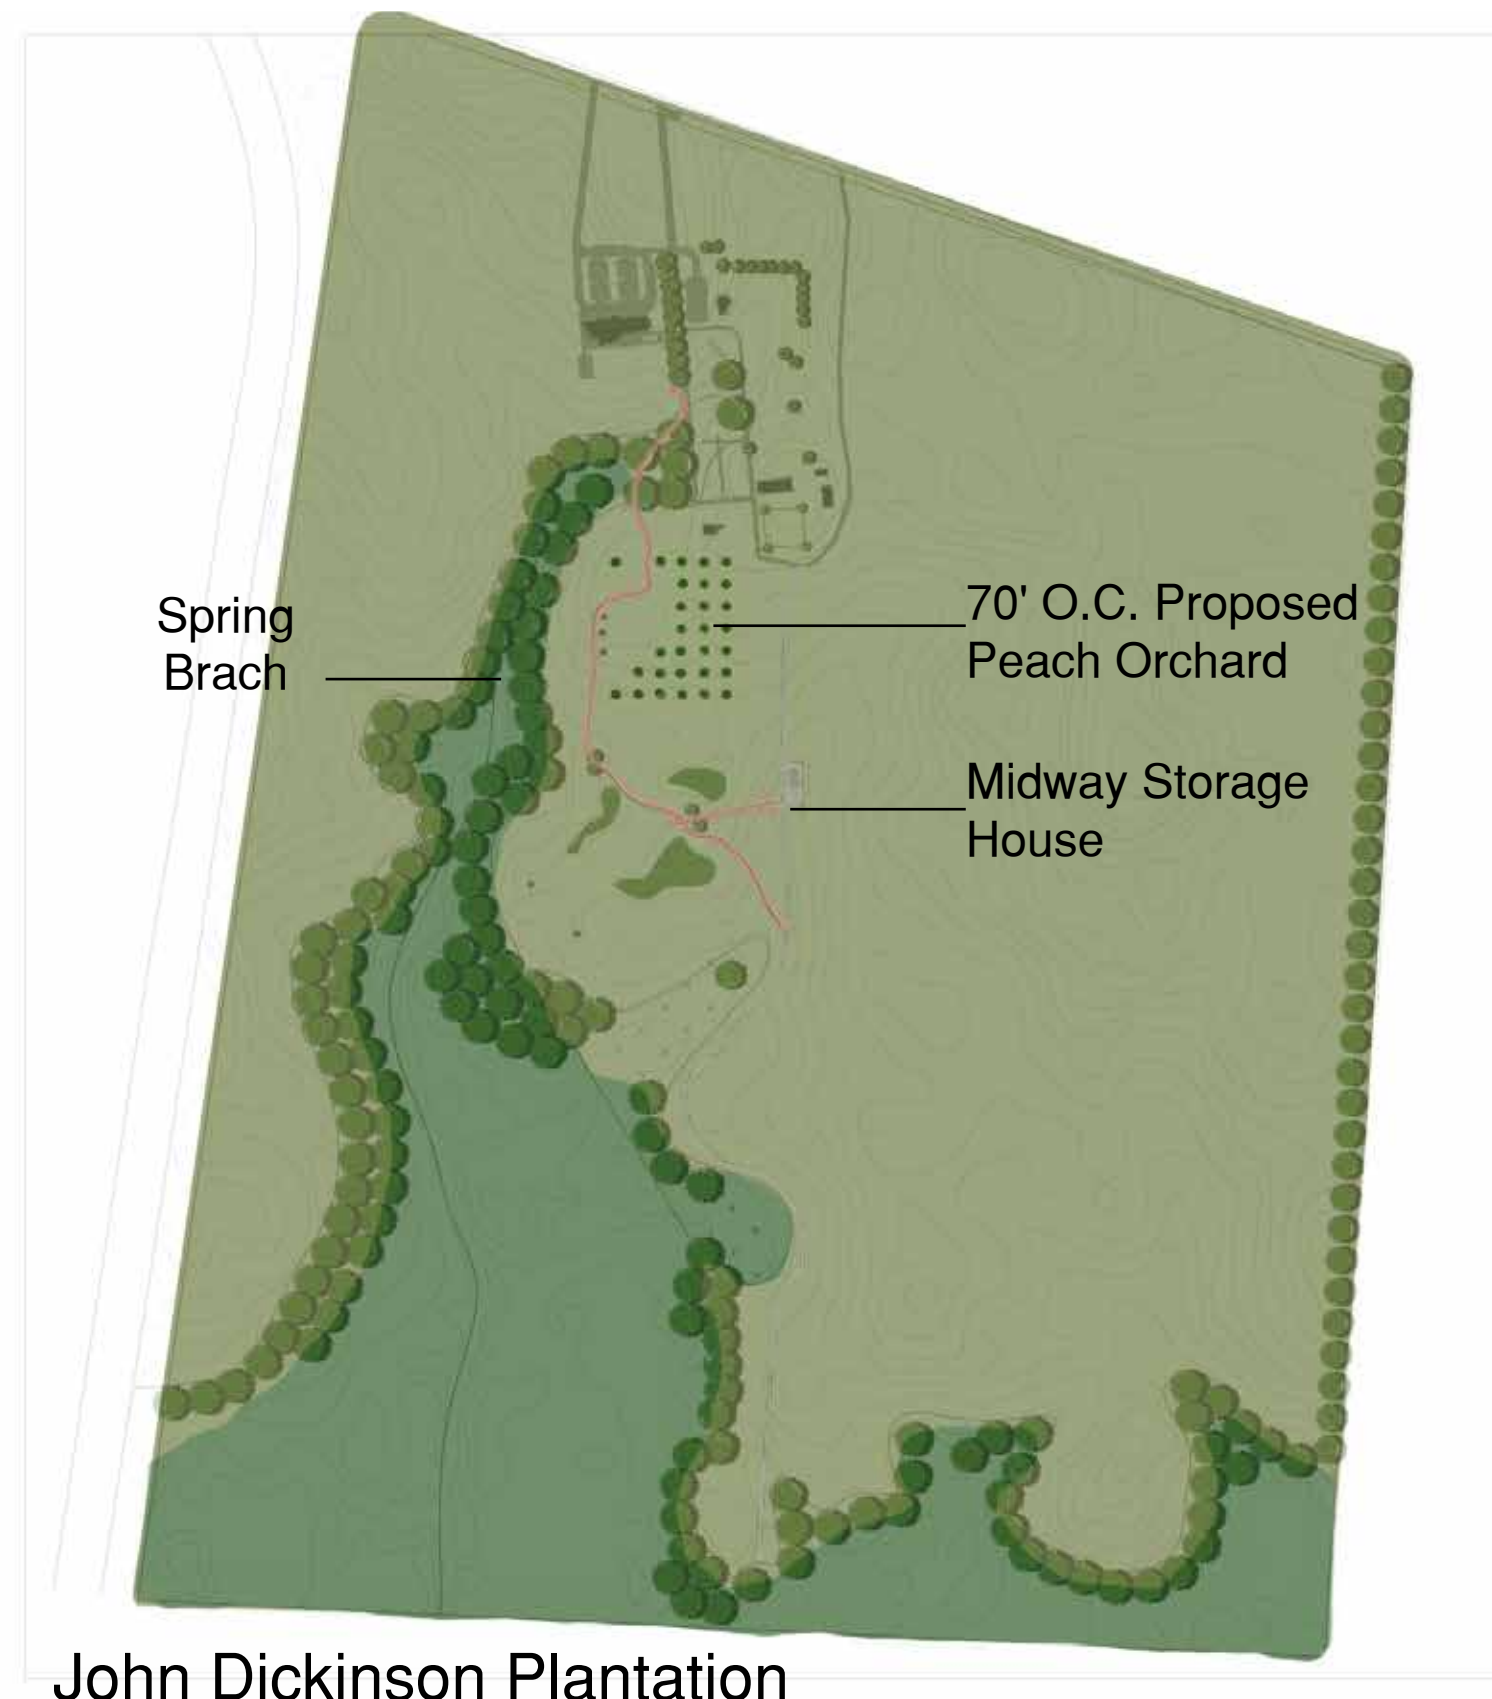 Spring
Brach
70' O.C. Proposed
Peach Orchard
Midway Storage
House
John Dickinson Plantation